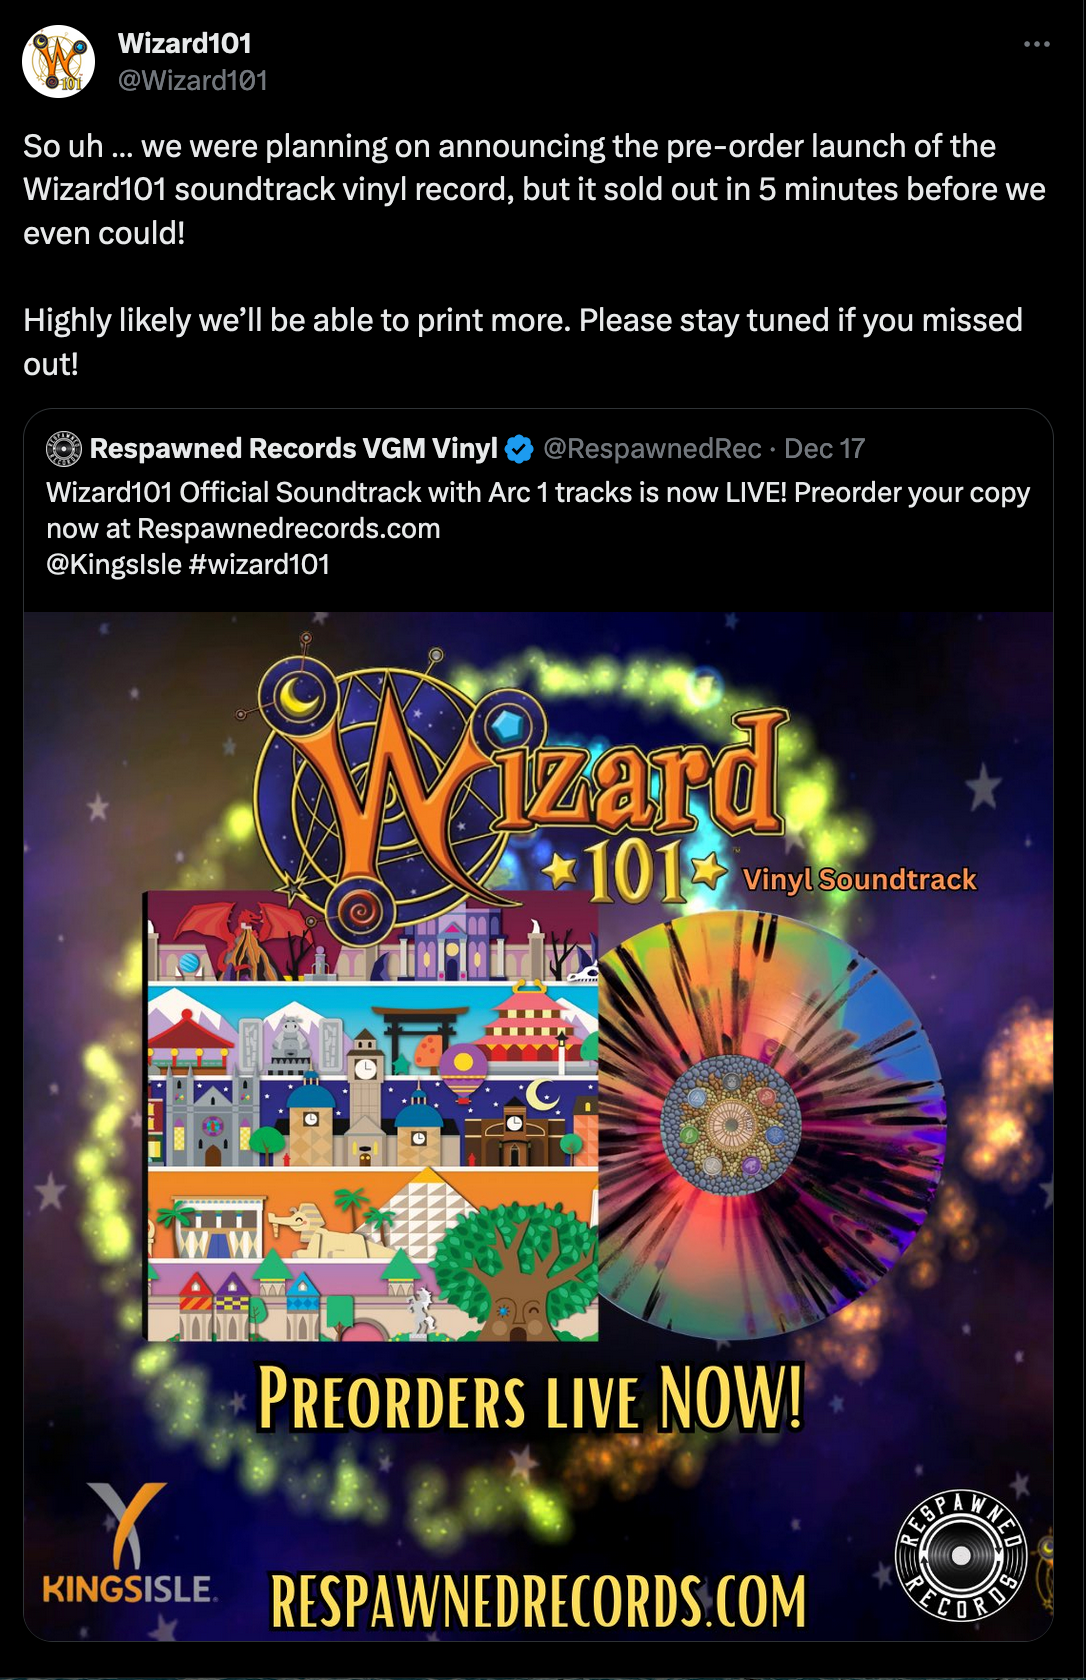 Wizard101
@Wizard101
So uh ... we were planning on announcing the pre-order launch of the
Wizard101 soundtrack vinyl record, but it sold out in 5 minutes before we
even could!
Highly likely we’ll be able to print more. Please stay tuned if you missed
out!
Respawned Records VGM Vinyl @RespawnedRec · Dec 17
Wizard101 Official Soundtrack with Arc 1 tracks is now LIVE! Preorder your copy
now at Respawnedrecords.com
@KingsIsle #wizard101
Wizard
101
Vinyl Soundtrack
PREORDERS LIVE NOW!
KINGSISLE
RESPAWNEDRECORDS.COM
RESPAWNED
RECORDS